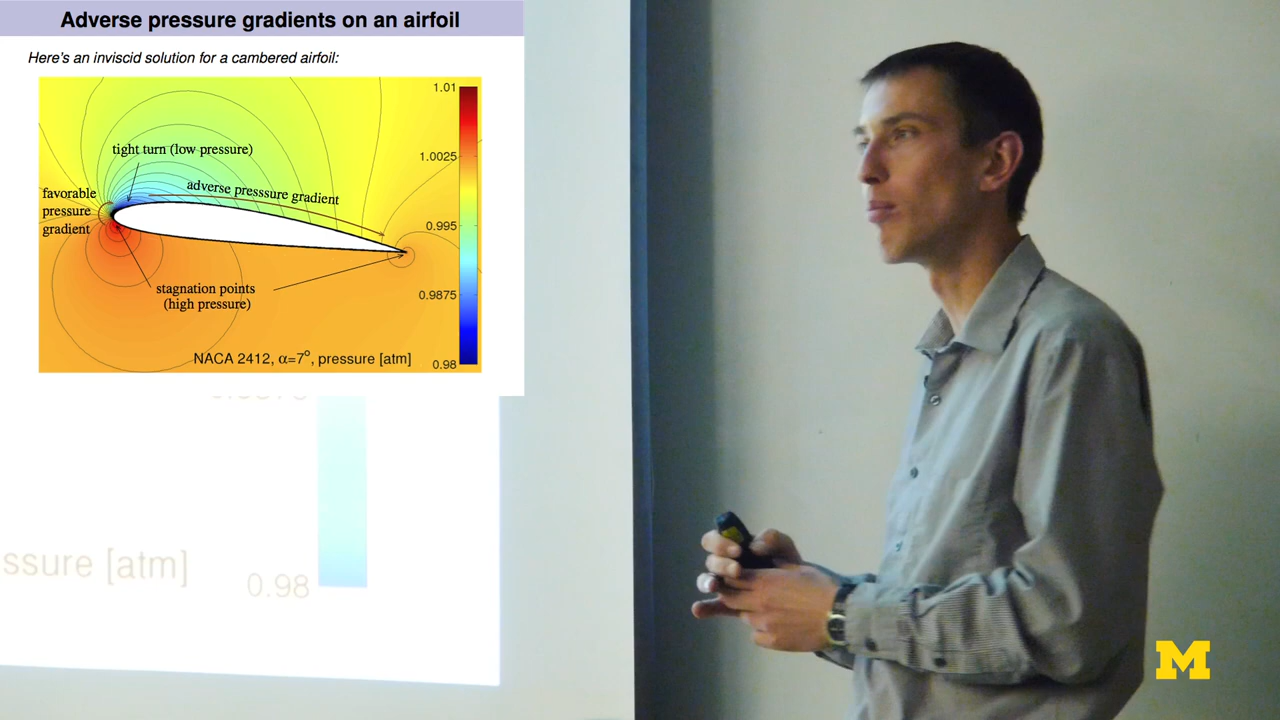 Adverse pressure gradients on an airfoil
Here's an inviscid solution for a cambered airfoil:
1.01
tight turn (low pressure)
1.0025
adverse presssure gradient
favorable
pressure
gradient
0.995
stagnation points
(high pressure)
0.9875
NACA 2412, α=7°, pressure [atm]
0.98
ssure [atm]
0.98
M